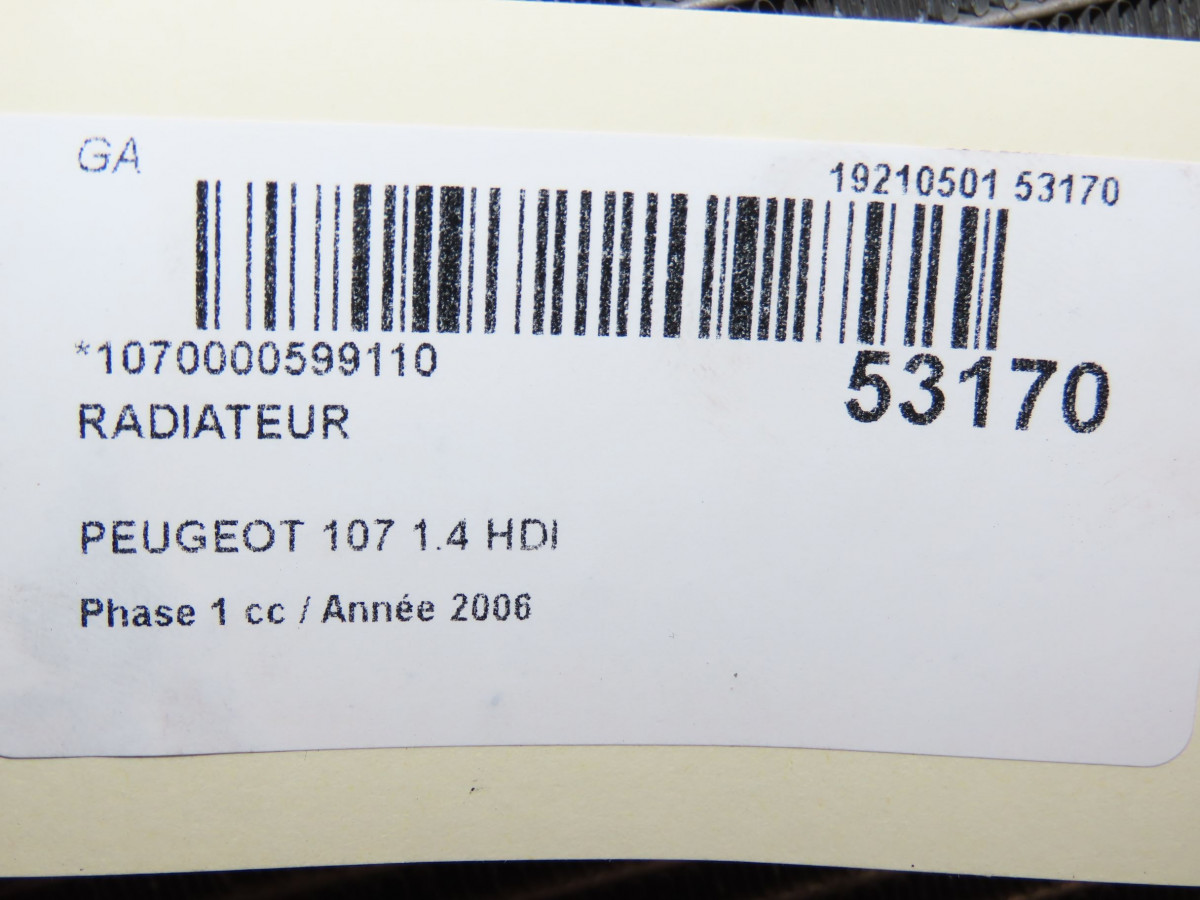 GA
19210501 53170
*1070000599110
53170
RADIATEUR
PEUGEOT 107 1.4 HDI
Phase 1 cc / Année 2006